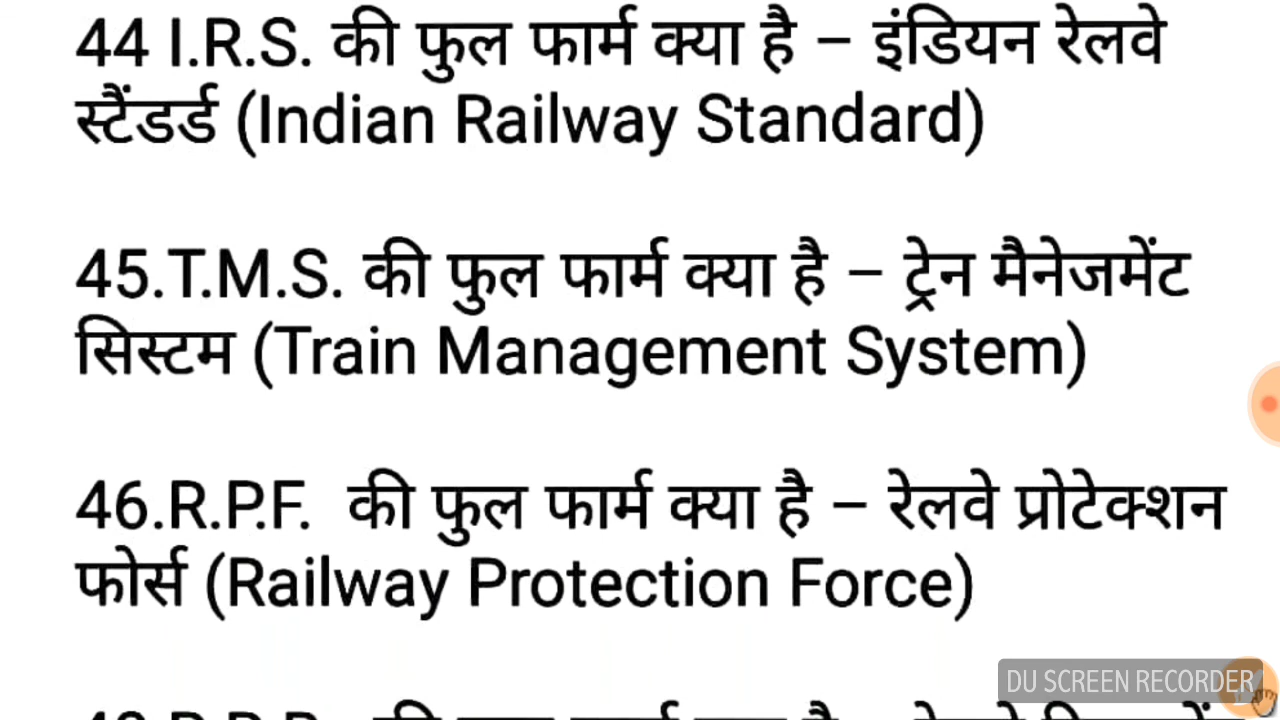 44 I.R.S. की फुल फार्म क्या है – इंडियन रेलवे
स्टैंडर्ड (Indian Railway Standard)
45.T.M.S. की फुल फार्म क्या है – ट्रेन मैनेजमेंट
सिस्टम (Train Management System)
46.R.P.F. की फुल फार्म क्या है – रेलवे प्रोटेक्शन
फोर्स (Railway Protection Force)
DU SCREEN RECORDER